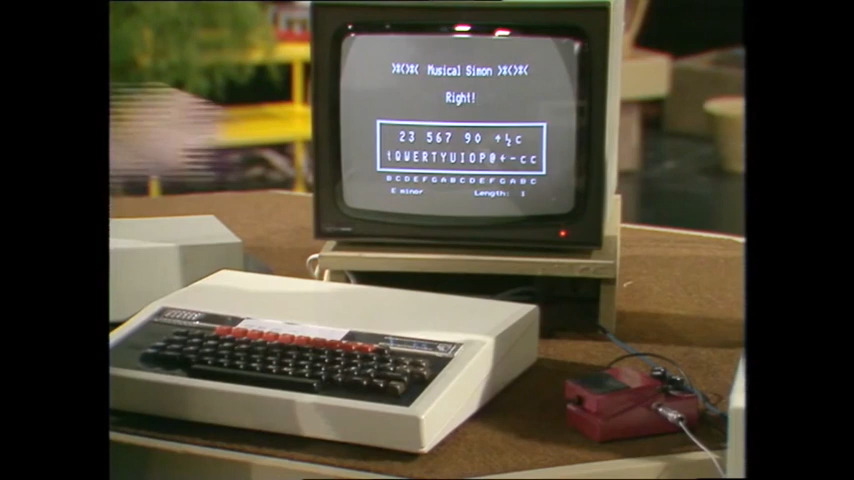 Musical Simon
Right!
23 567 90 ↑½c
tQWERTYUIOP@+-cc
BCDEFGABCDEFGABC
E minor Length: 1